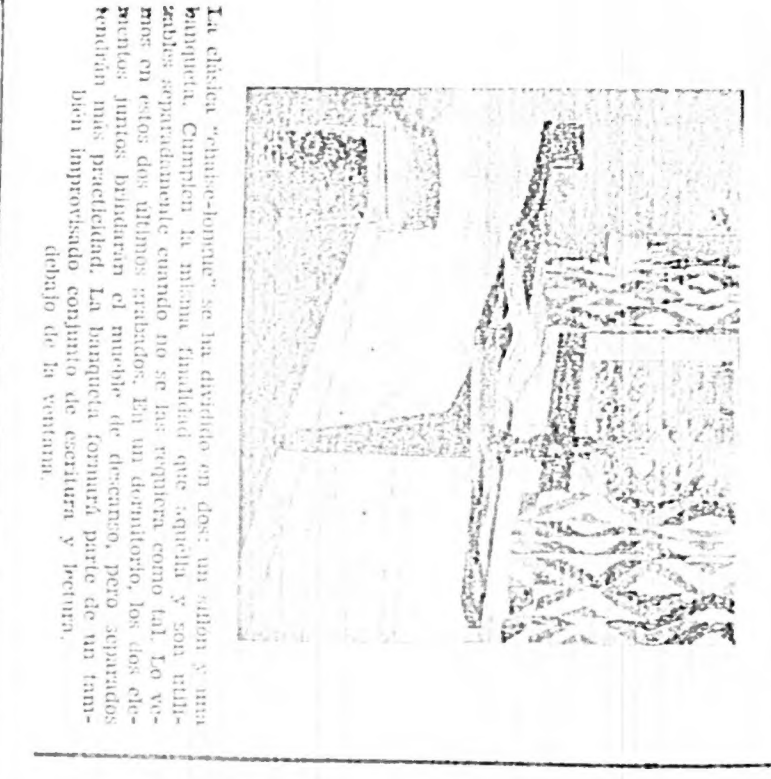 La clásica "chaise-longue" se ha dividido en dos: un sillón y una
banqueta. Cumplen la misma finalidad que aquélla y son utili-
zables separadamente cuando no se las requiera como tal. Lo ve-
mos en estos dos últimos grabados. En un dormitorio, los dos ele-
mentos juntos brindarán el mueble de descanso, pero separados
tendrán más practicidad. La banqueta formará parte de un tam-
bién improvisado conjunto de escritura y lectura,
debajo de la ventana.